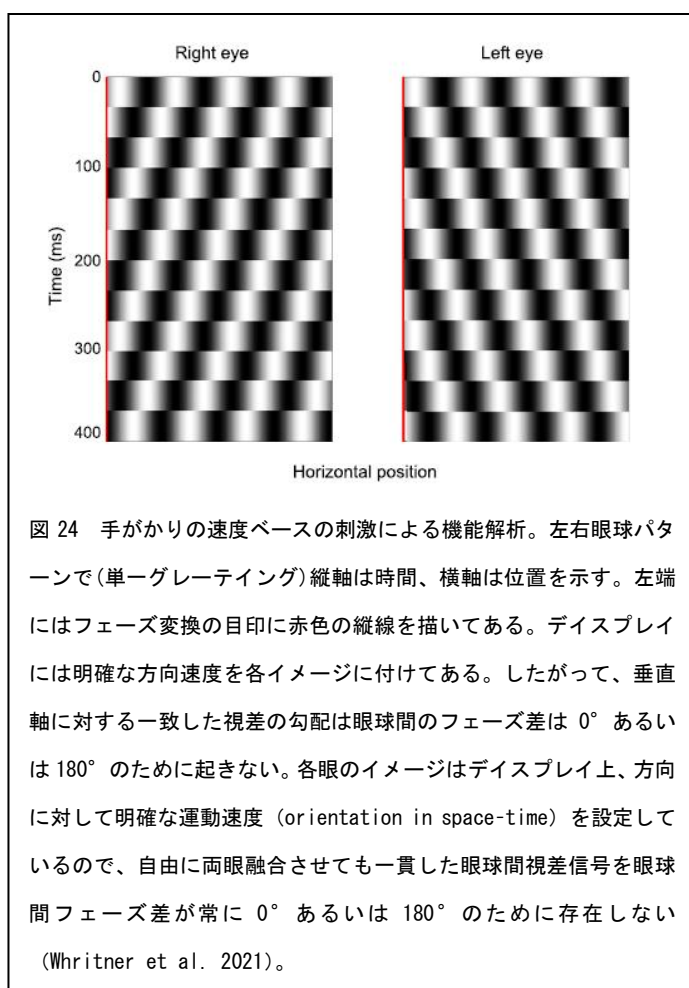 Right eye
Left eye
0
100
200
300
400
Time (ms)
Horizontal position
図 24 手がかりの速度ベースの刺激による機能解析。左右眼球パタ
ーンで(単一グレーテイング)縦軸は時間、横軸は位置を示す。左端
にはフェーズ変換の目印に赤色の縦線を描いてある。デイスプレイ
には明確な方向速度を各イメージに付けてある。したがって、垂直
軸に対する一致した視差の勾配は眼球間のフェーズ差は 0°あるい
は 180°のために起きない。各眼のイメージはデイスプレイ上、方向
に対して明確な運動速度（orientation in space-time）を設定して
いるので、自由に両眼融合させても一貫した眼球間視差信号を眼球
間フェーズ差が常に 0°あるいは 180°のために存在しない
（Whritner et al. 2021）。